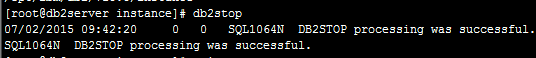 [root@db2server instance]# db2stop
07/02/2015 09:42:20     0   0   SQL1064N  DB2STOP processing was successful.
SQL1064N  DB2STOP processing was successful.